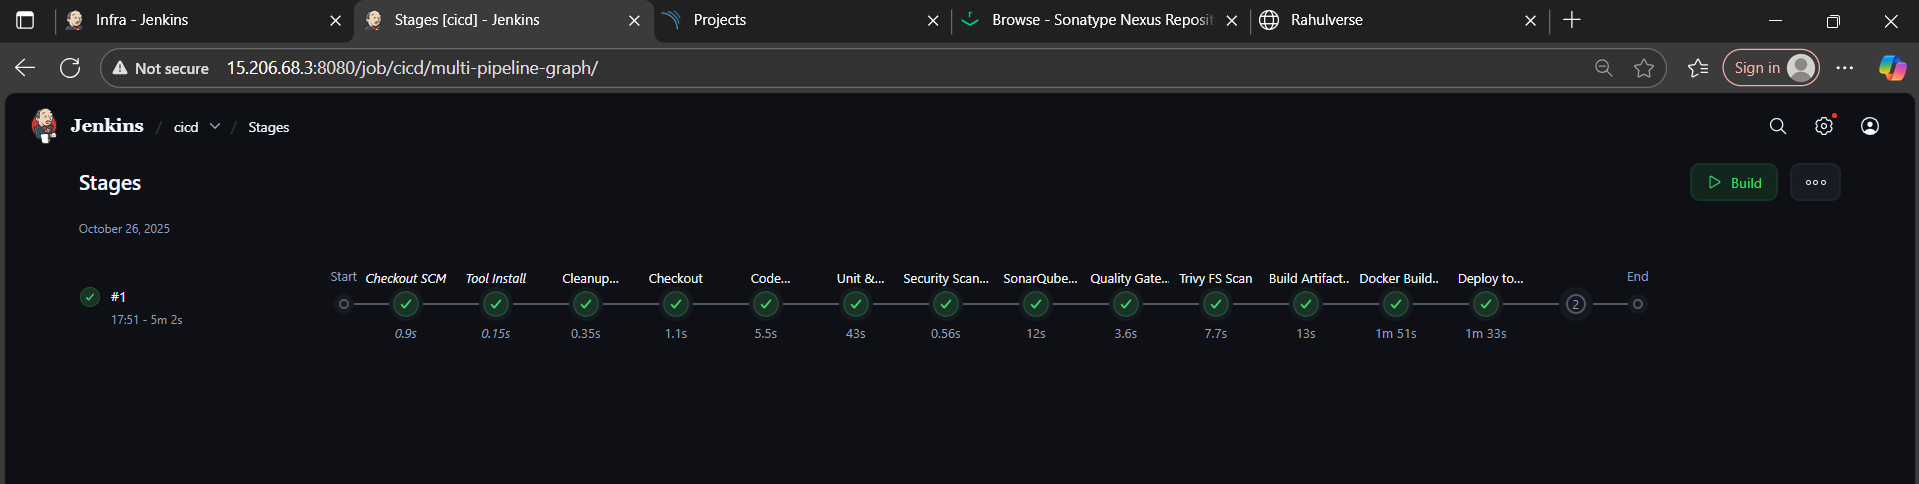 Infra - Jenkins
Stages [cicd] - Jenkins
Projects
Browse - Sonatype Nexus Reposit
Rahulverse
Not secure 15.206.68.3:8080/job/cicd/multi-pipeline-graph/
Sign in
Jenkins / cicd / Stages
Stages
Build
October 26, 2025
Start Checkout SCM Tool Install Cleanup... Checkout Code... Unit &... Security Scan... SonarQube... Quality Gate... Trivy FS Scan Build Artifact... Docker Build... Deploy to... End
#1
2
17:51 - 5m 2s
0.9s 0.15s 0.35s 1.1s 5.5s 43s 0.56s 12s 3.6s 7.7s 13s 1m 51s 1m 33s